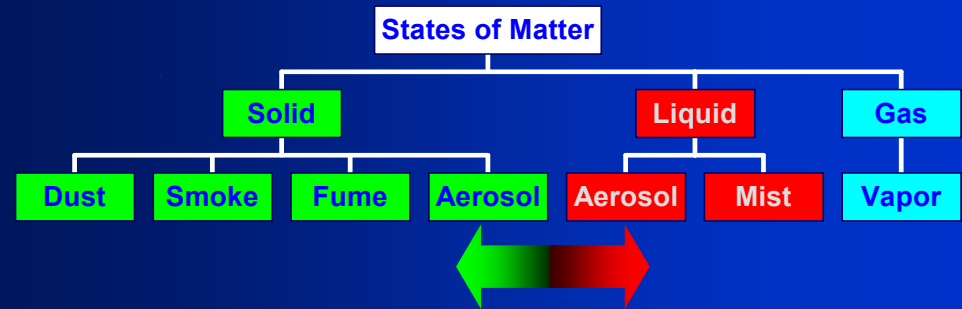 States of Matter
Solid
Liquid
Gas
Dust
Smoke
Fume
Aerosol
Aerosol
Mist
Vapor